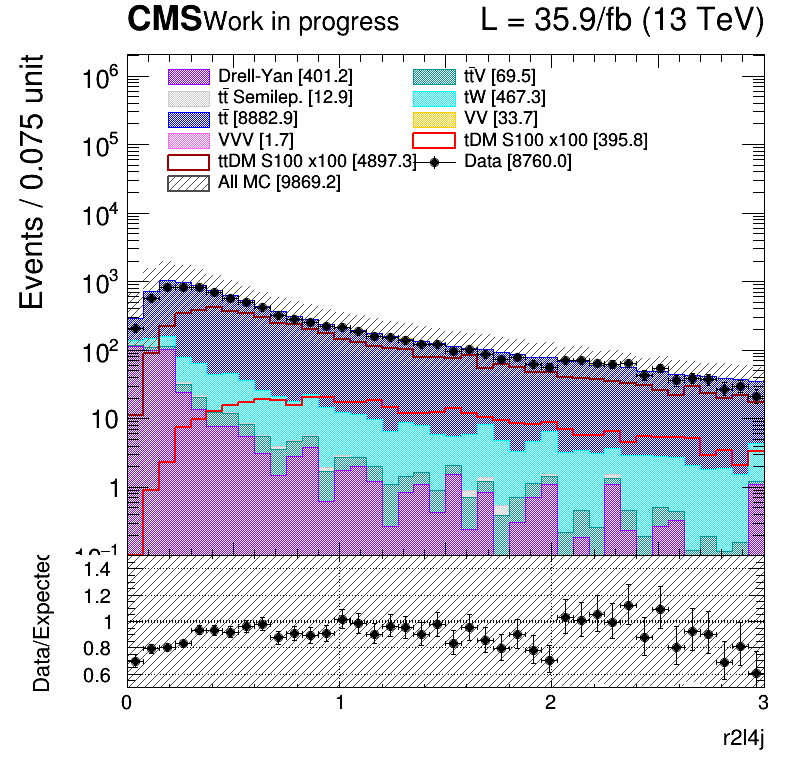 CMS Work in progress L = 35.9/fb (13 TeV)
Events / 0.075 unit
10⁶
10⁵
10⁴
10³
10²
10
1
10⁻¹
Drell-Yan [401.2] tt̄V [69.5]
tt̄ Semilep. [12.9] tW [467.3]
tt̄ [8882.9] VV [33.7]
VVV [1.7] tDM S100 x100 [395.8]
ttDM S100 x100 [4897.3] Data [8760.0]
All MC [9869.2]
Data/Expected
1.4
1.2
1
0.8
0.6
0 1 2 3
r2l4j